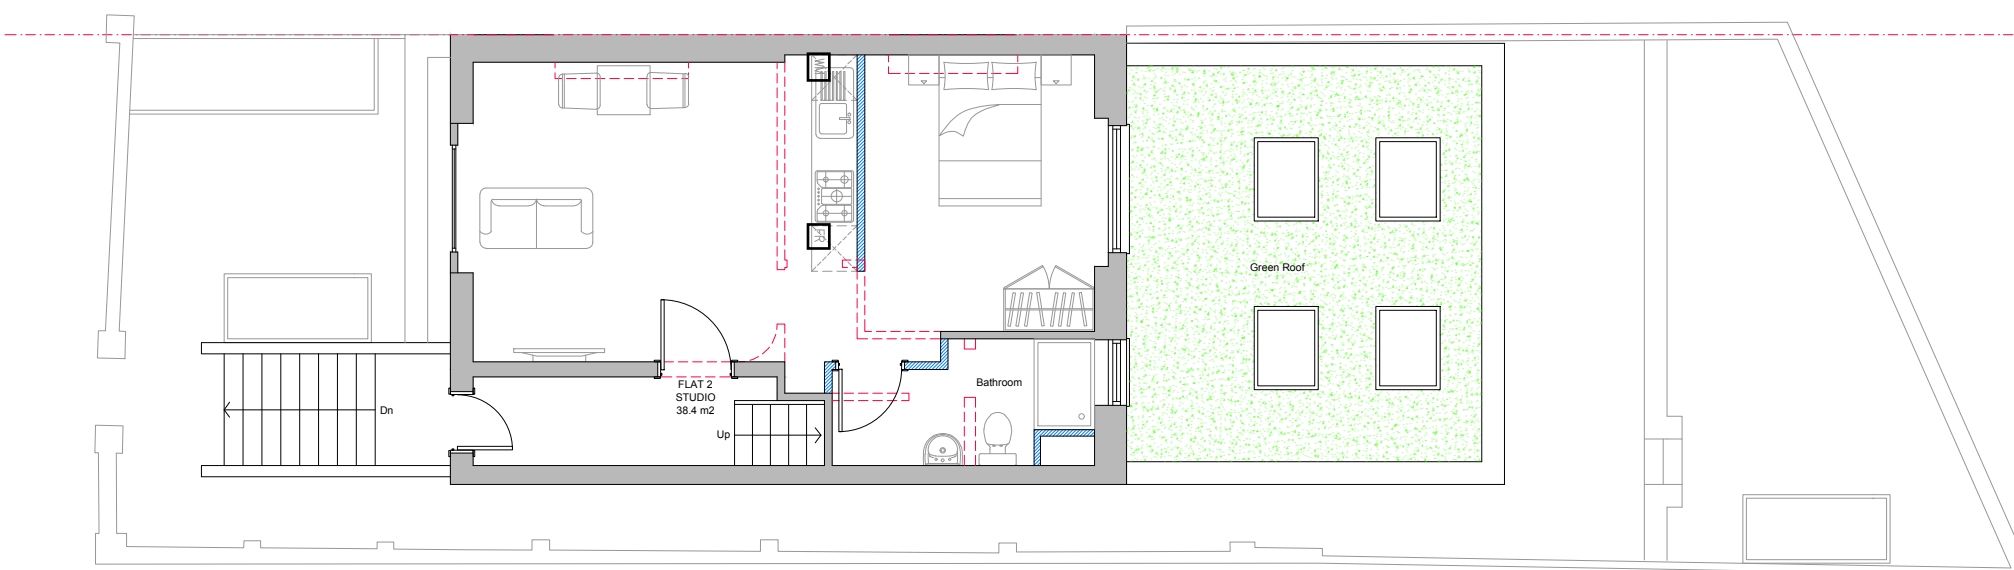 WM
FR
Green Roof
FLAT 2
STUDIO
38.4 m2
Bathroom
Dn
Up